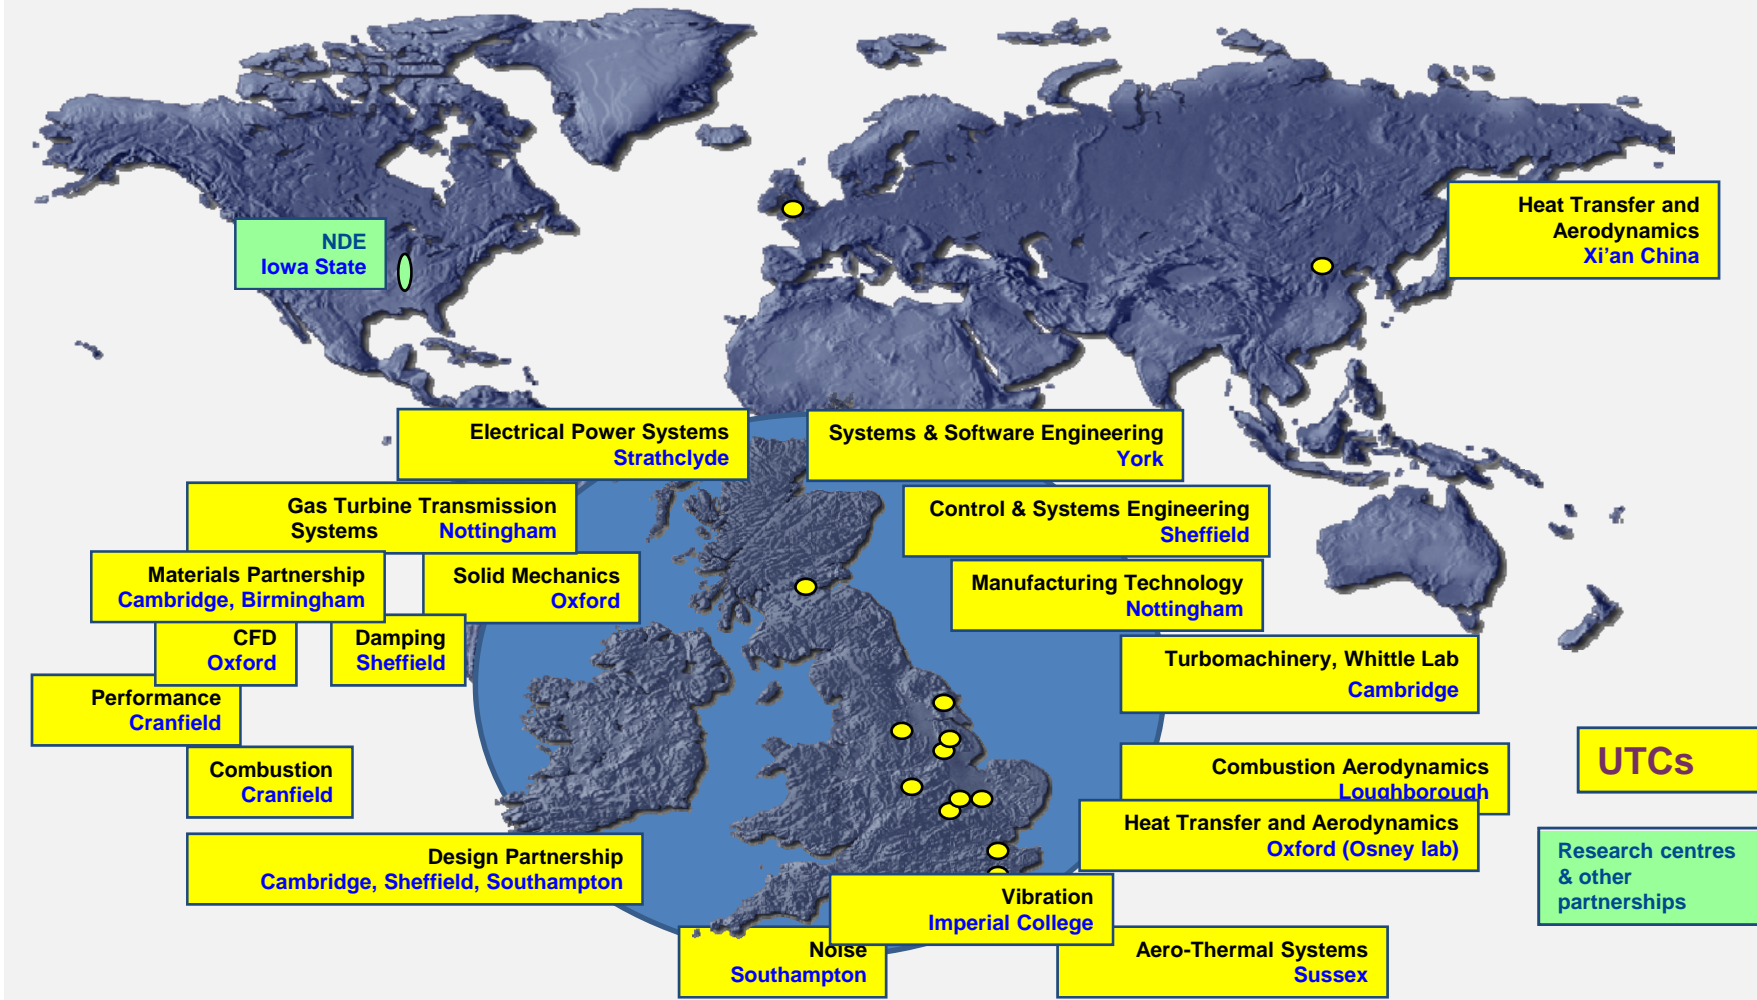 NDE
Iowa State
Heat Transfer and
Aerodynamics
Xi’an China
Electrical Power Systems
Strathclyde
Systems & Software Engineering
York
Gas Turbine Transmission
Systems Nottingham
Control & Systems Engineering
Sheffield
Materials Partnership
Cambridge, Birmingham
Solid Mechanics
Oxford
Manufacturing Technology
Nottingham
CFD
Oxford
Damping
Sheffield
Turbomachinery, Whittle Lab
Cambridge
Performance
Cranfield
Combustion
Cranfield
Combustion Aerodynamics
Loughborough
UTCs
Heat Transfer and Aerodynamics
Oxford (Osney lab)
Design Partnership
Cambridge, Sheffield, Southampton
Research centres
& other
partnerships
Vibration
Imperial College
Noise
Southampton
Aero-Thermal Systems
Sussex